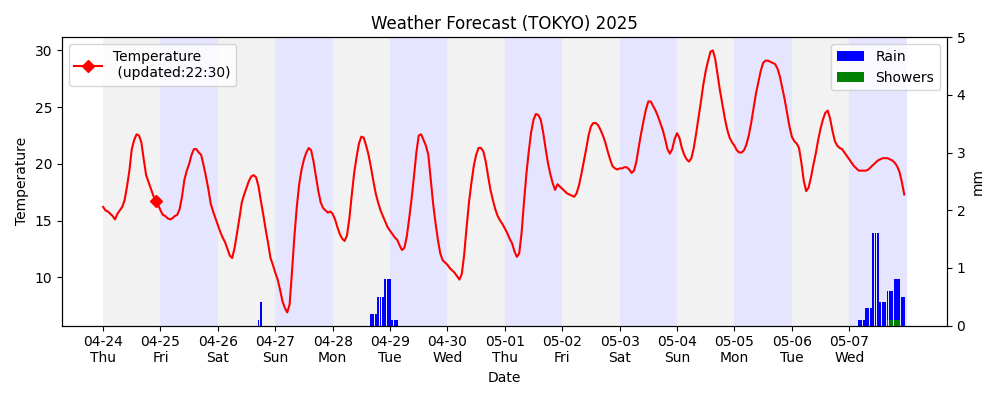 Weather Forecast (TOKYO) 2025
Temperature
(updated:22:30)
Rain
Showers
Temperature
30
25
20
15
10
5
4
3
2
1
0
mm
04-24 04-25 04-26 04-27 04-28 04-29 04-30 05-01 05-02 05-03 05-04 05-05 05-06 05-07
Thu Fri Sat Sun Mon Tue Wed Thu Fri Sat Sun Mon Tue Wed
Date